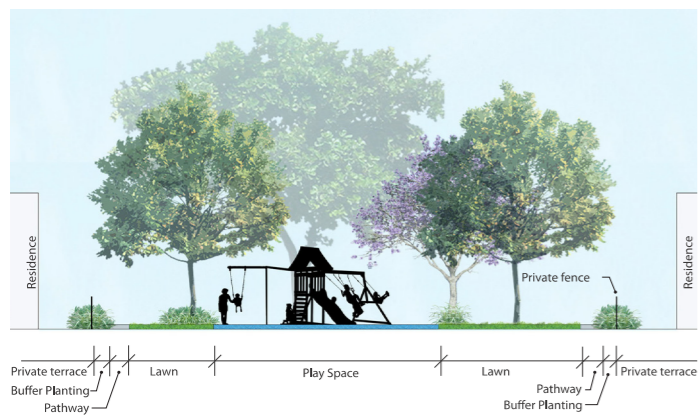 Residence
Residence
Private fence
Private terrace
Buffer Planting
Pathway
Lawn
Play Space
Lawn
Pathway
Buffer Planting
Private terrace